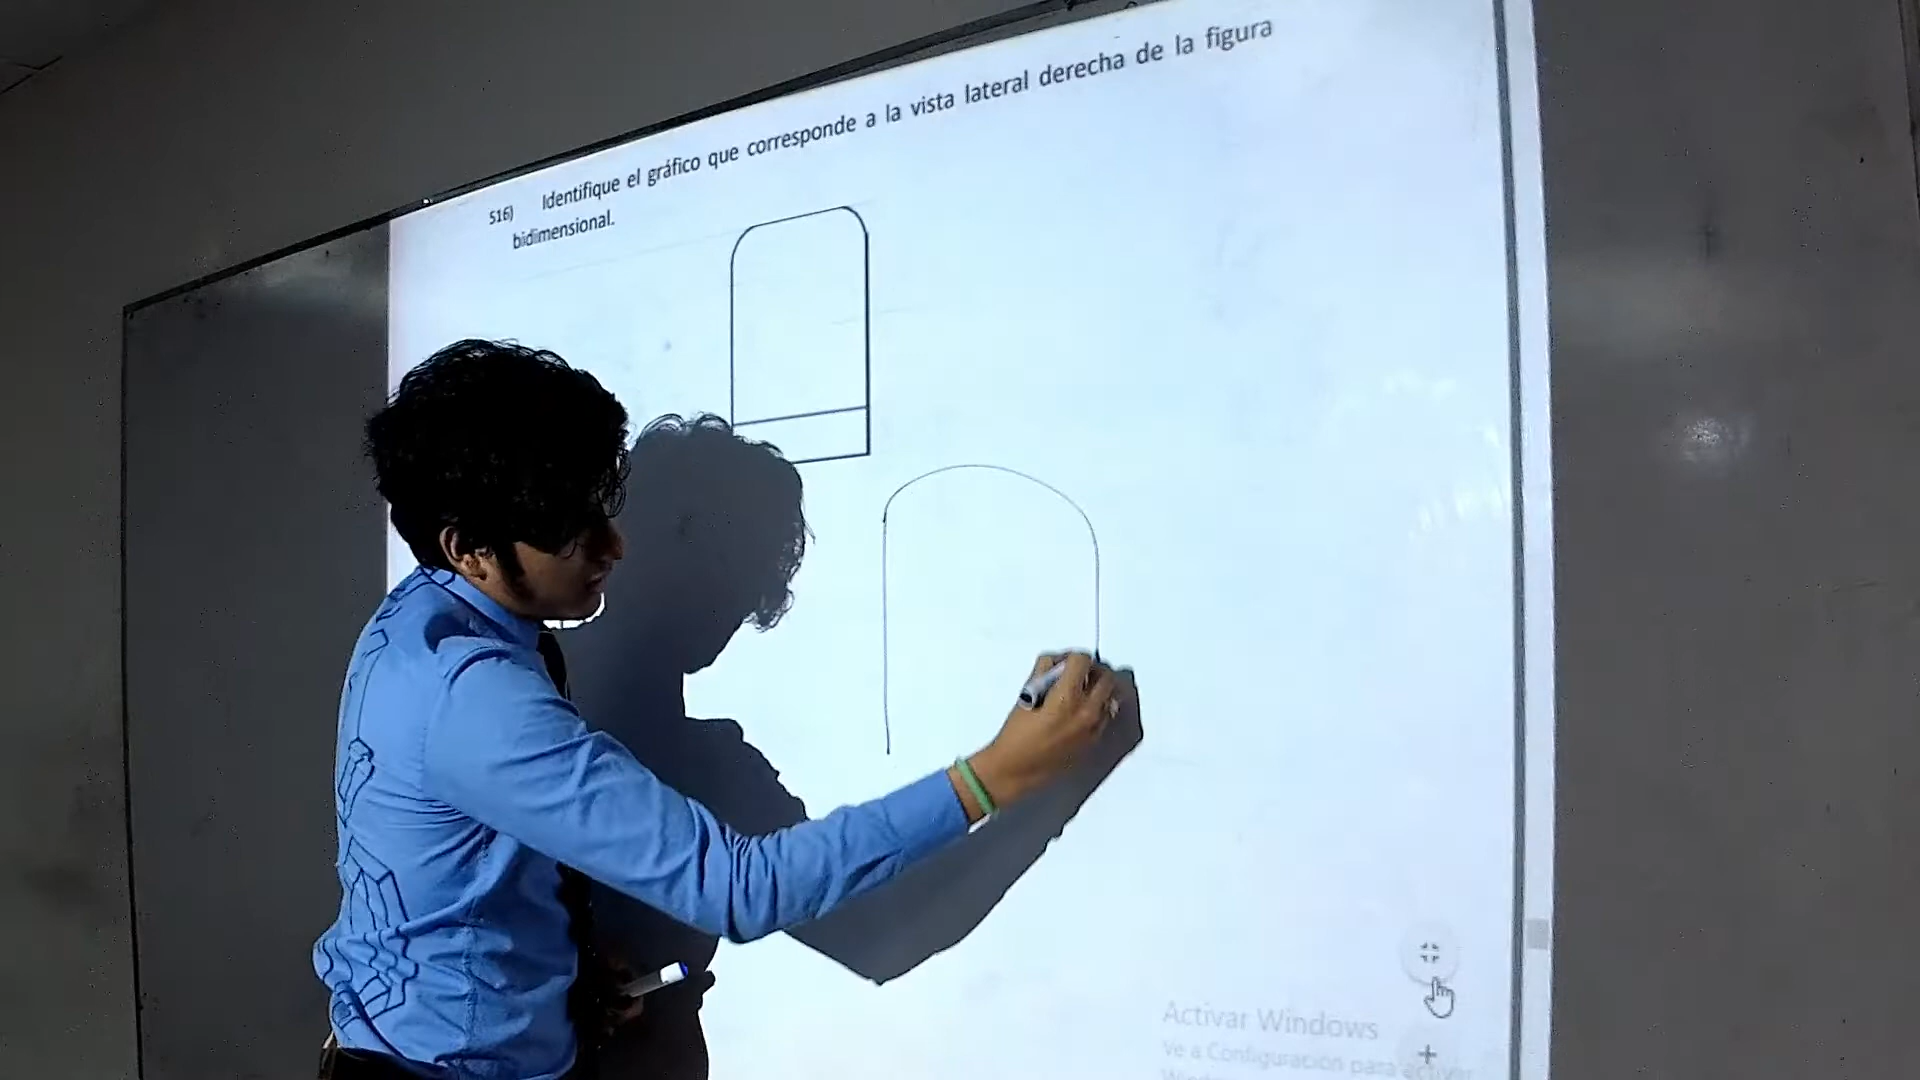 516) Identifique el gráfico que corresponde a la vista lateral derecha de la figura
bidimensional.
Activar Windows
Ve a Configuración para activar